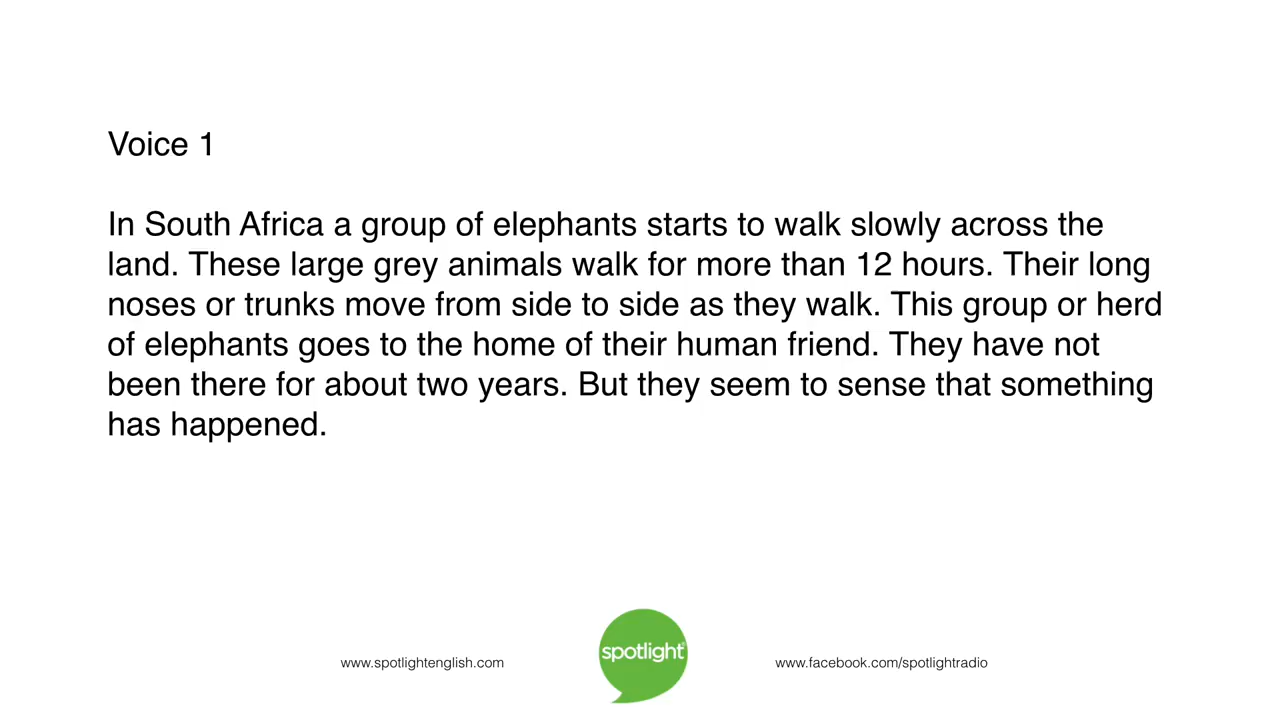 Voice 1
In South Africa a group of elephants starts to walk slowly across the
land. These large grey animals walk for more than 12 hours. Their long
noses or trunks move from side to side as they walk. This group or herd
of elephants goes to the home of their human friend. They have not
been there for about two years. But they seem to sense that something
has happened.
www.spotlightenglish.com
spotlight®
www.facebook.com/spotlightradio